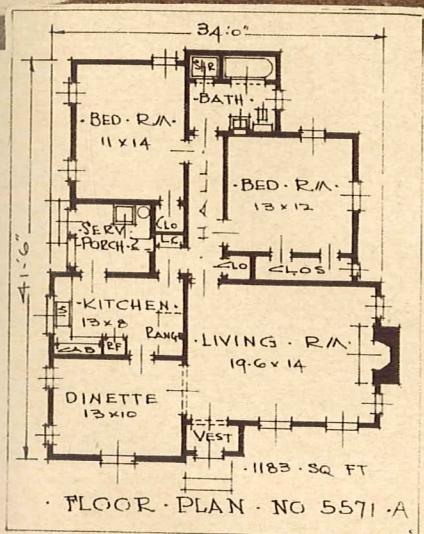 34'0"
SHR
BATH
·BED·RM·
11 x 14
HALL
BED·RM·
13 x 12
41'-6"
SERV
PORCH
CLO
L.C.
CLO
CLOS
·KITCHEN·
13 x 8
S
RANGE
CAB
RF
·LIVING·RM·
19-6 x 14
DINETTE
13 x 10
VEST
·1183·SQ FT
·FLOOR·PLAN·NO 5571·A